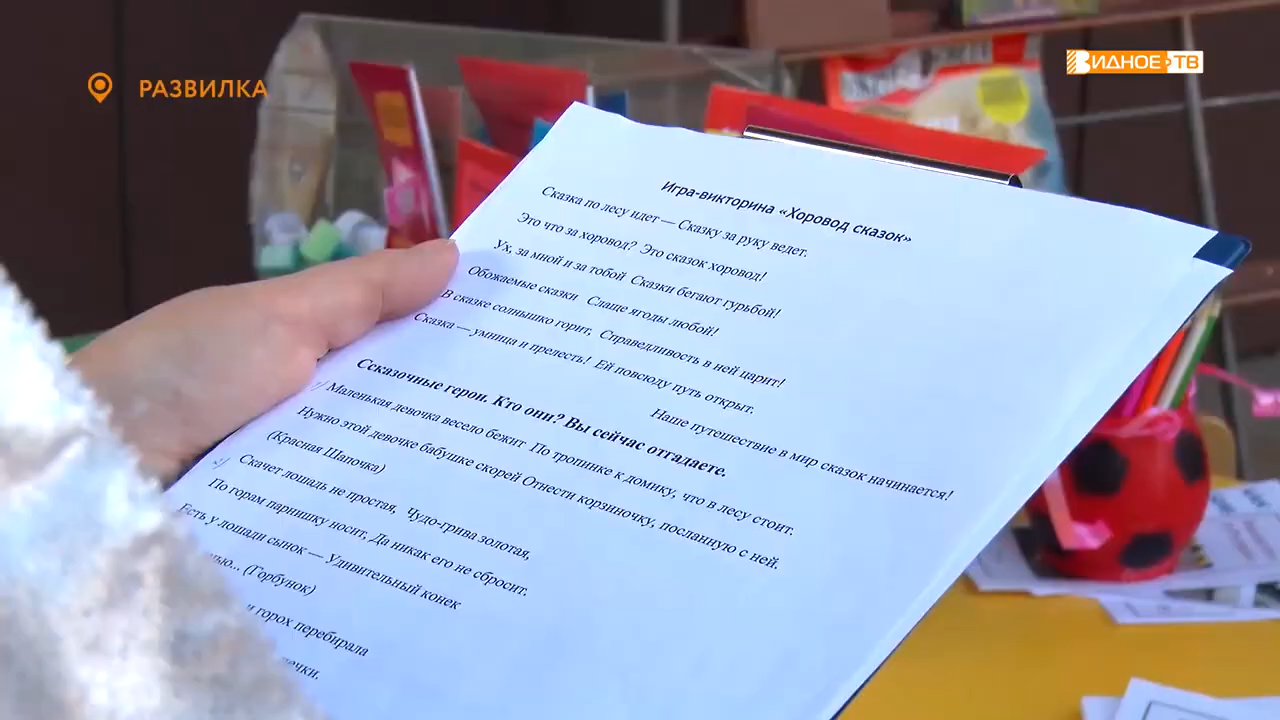 РАЗВИЛКА
ВИДНОЕ ТВ
Игра-викторина «Хоровод сказок»
Сказка по лесу идет — Сказку за руку ведет.
Это что за хоровод? Это сказок хоровод!
Ух, за мной и за тобой Сказки бегают гурьбой!
Обожаемые сказки Слаще ягоды любой!
В сказке солнышко горит, Справедливость в ней царит!
Сказка — умница и прелесть! Ей повсюду путь открыт.
Наше путешествие в мир сказок начинается!
Ссказочные герои. Кто они? Вы сейчас отгадаете.
1/ Маленькая девочка весело бежит По тропинке к домику, что в лесу стоит.
Нужно этой девочке бабушке скорей Отнести корзиночку, посланную с ней.
(Красная Шапочка)
2/ Скачет лошадь не простая, Чудо-грива золотая,
По горам парнишку носит, Да никак его не сбросит.
Есть у лошади сынок — Удивительный конек
(Горбунок)
и горох перебирала